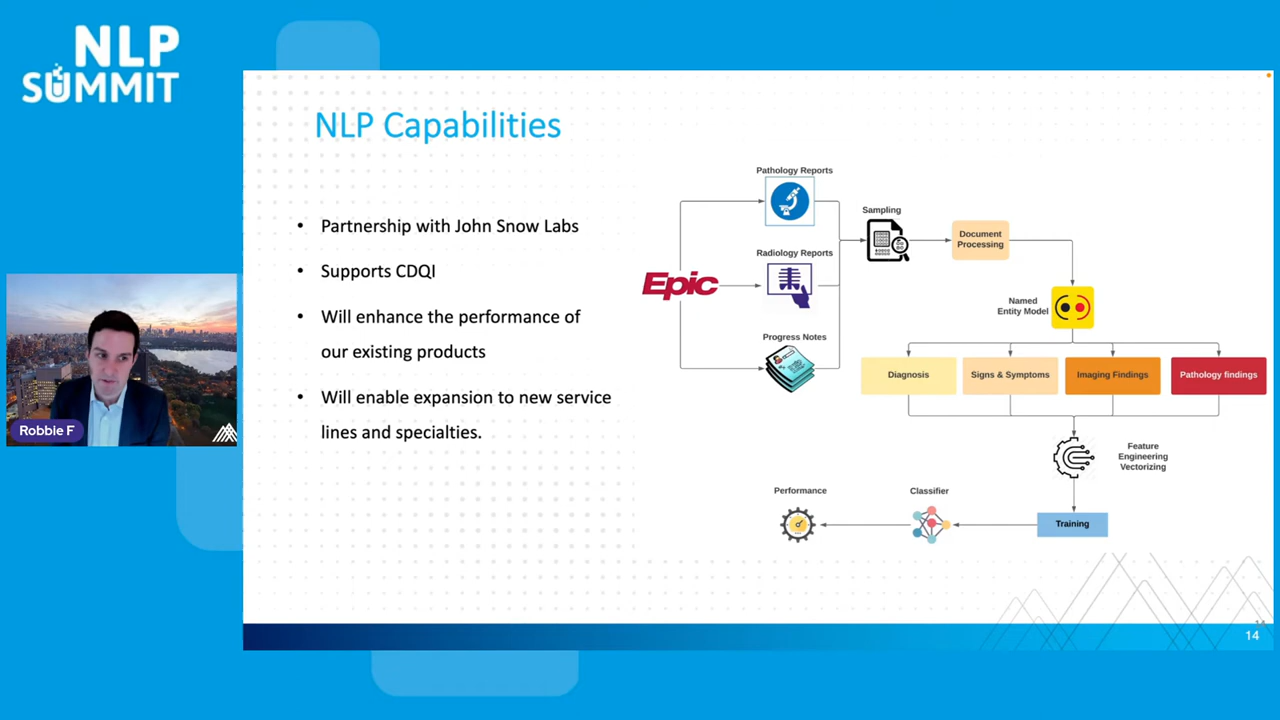 NLP
SUMMIT
NLP Capabilities
• Partnership with John Snow Labs
• Supports CDQI
• Will enhance the performance of
our existing products
• Will enable expansion to new service
lines and specialties.
Epic
Pathology Reports
Radiology Reports
Progress Notes
Sampling
Document
Processing
Named
Entity Model
Diagnosis
Signs & Symptoms
Imaging Findings
Pathology findings
Feature
Engineering
Vectorizing
Training
Classifier
Performance
Robbie F
14
14